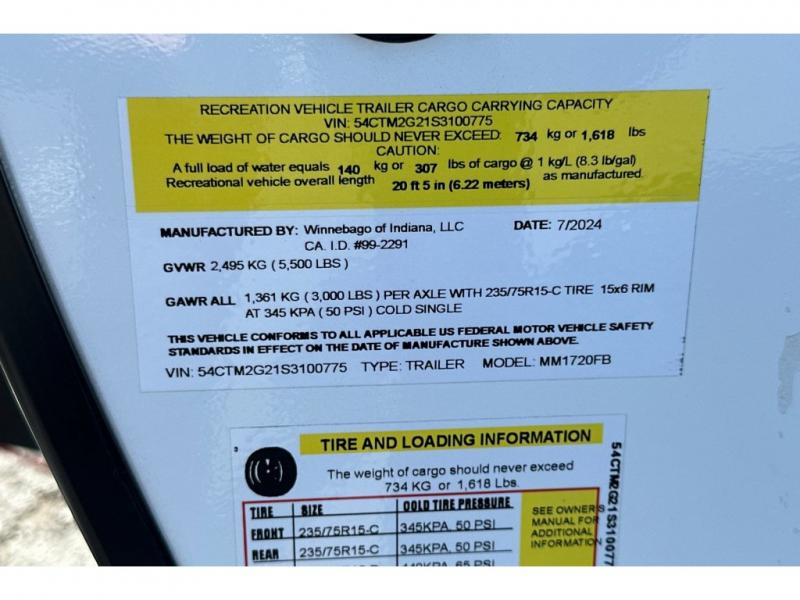 RECREATION VEHICLE TRAILER CARGO CARRYING CAPACITY
VIN: 54CTM2G21S3100775
THE WEIGHT OF CARGO SHOULD NEVER EXCEED: 734 kg or 1,618 lbs
CAUTION:
A full load of water equals 140 kg or 307 lbs of cargo @ 1 kg/L (8.3 lb/gal)
Recreational vehicle overall length 20 ft 5 in (6.22 meters) as manufactured.
MANUFACTURED BY: Winnebago of Indiana, LLC DATE: 7/2024
CA. I.D. #99-2291
GVWR 2,495 KG ( 5,500 LBS )
GAWR ALL 1,361 KG ( 3,000 LBS ) PER AXLE WITH 235/75R15-C TIRE 15x6 RIM
AT 345 KPA ( 50 PSI ) COLD SINGLE
THIS VEHICLE CONFORMS TO ALL APPLICABLE US FEDERAL MOTOR VEHICLE SAFETY
STANDARDS IN EFFECT ON THE DATE OF MANUFACTURE SHOWN ABOVE.
VIN: 54CTM2G21S3100775 TYPE: TRAILER MODEL: MM1720FB
TIRE AND LOADING INFORMATION
The weight of cargo should never exceed
734 KG or 1,618 Lbs.
TIRE SIZE COLD TIRE PRESSURE
FRONT 235/75R15-C 345KPA, 50 PSI
REAR 235/75R15-C 345KPA, 50 PSI
SEE OWNER'S
MANUAL FOR
ADDITIONAL
INFORMATION
54CTM2G21S310077